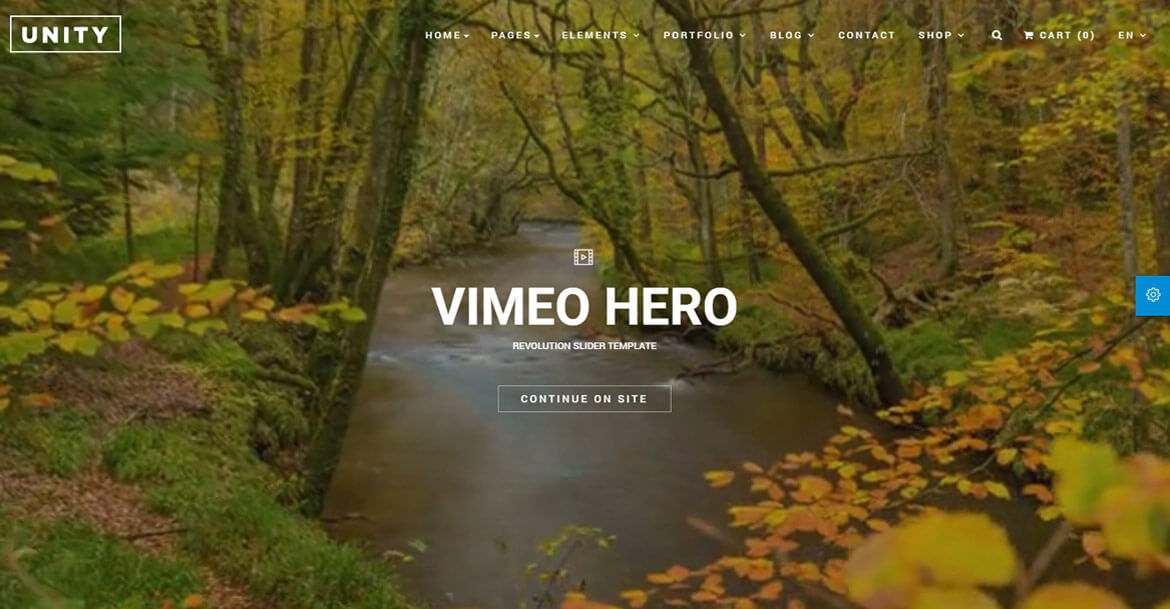 UNITY
HOME PAGES ELEMENTS PORTFOLIO BLOG CONTACT SHOP CART (0) EN
VIMEO HERO
REVOLUTION SLIDER TEMPLATE
CONTINUE ON SITE